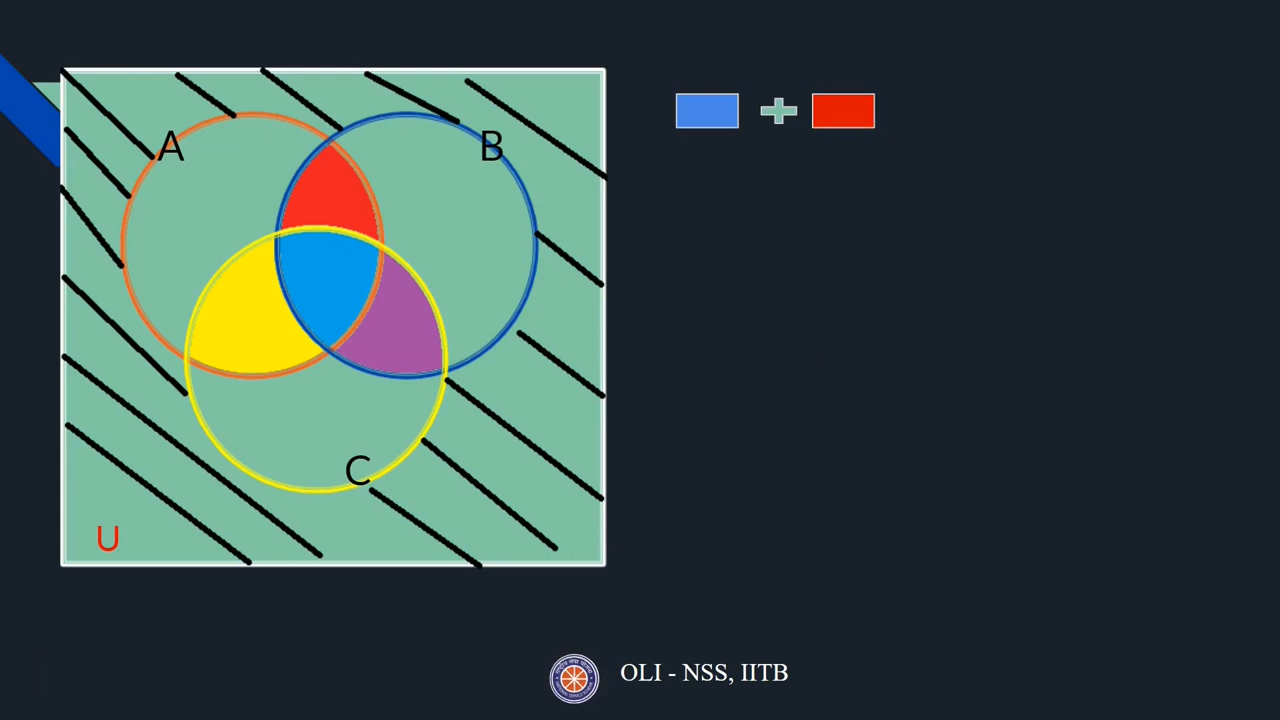 A
B
C
U
OLI - NSS, IITB